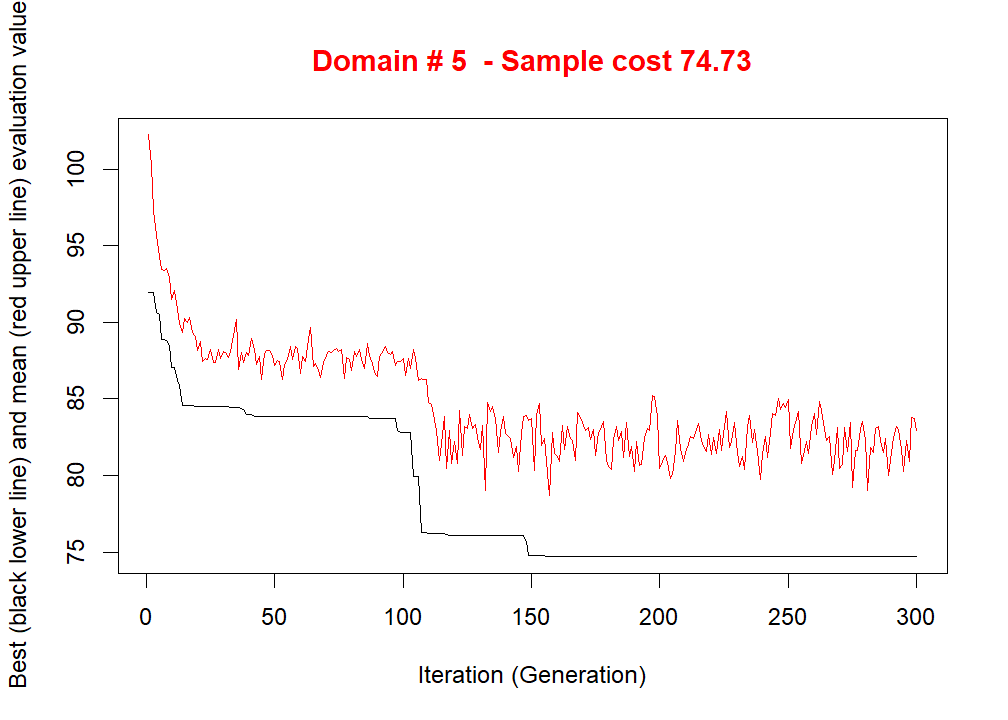 Domain # 5  - Sample cost 74.73
Best (black lower line) and mean (red upper line) evaluation value
100
95
90
85
80
75
0 50 100 150 200 250 300
Iteration (Generation)